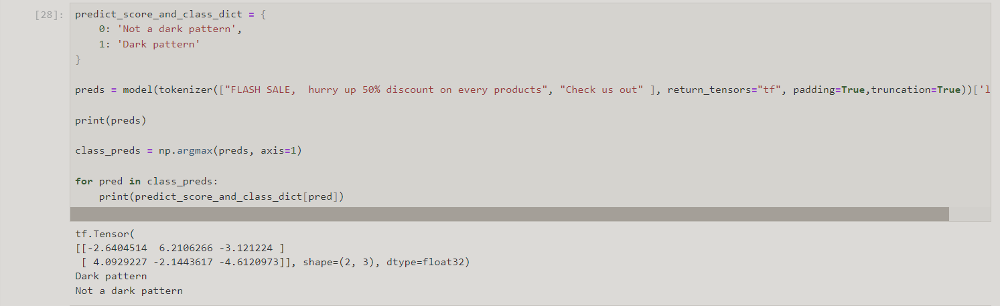 [28]:
predict_score_and_class_dict = {
    0: 'Not a dark pattern',
    1: 'Dark pattern'
}
preds = model(tokenizer(["FLASH SALE,  hurry up 50% discount on every products", "Check us out" ], return_tensors="tf", padding=True,truncation=True))['l
print(preds)
class_preds = np.argmax(preds, axis=1)
for pred in class_preds:
    print(predict_score_and_class_dict[pred])
tf.Tensor(
[[-2.6404514  6.2106266 -3.121224 ]
 [ 4.0929227 -2.1443617 -4.6120973]], shape=(2, 3), dtype=float32)
Dark pattern
Not a dark pattern